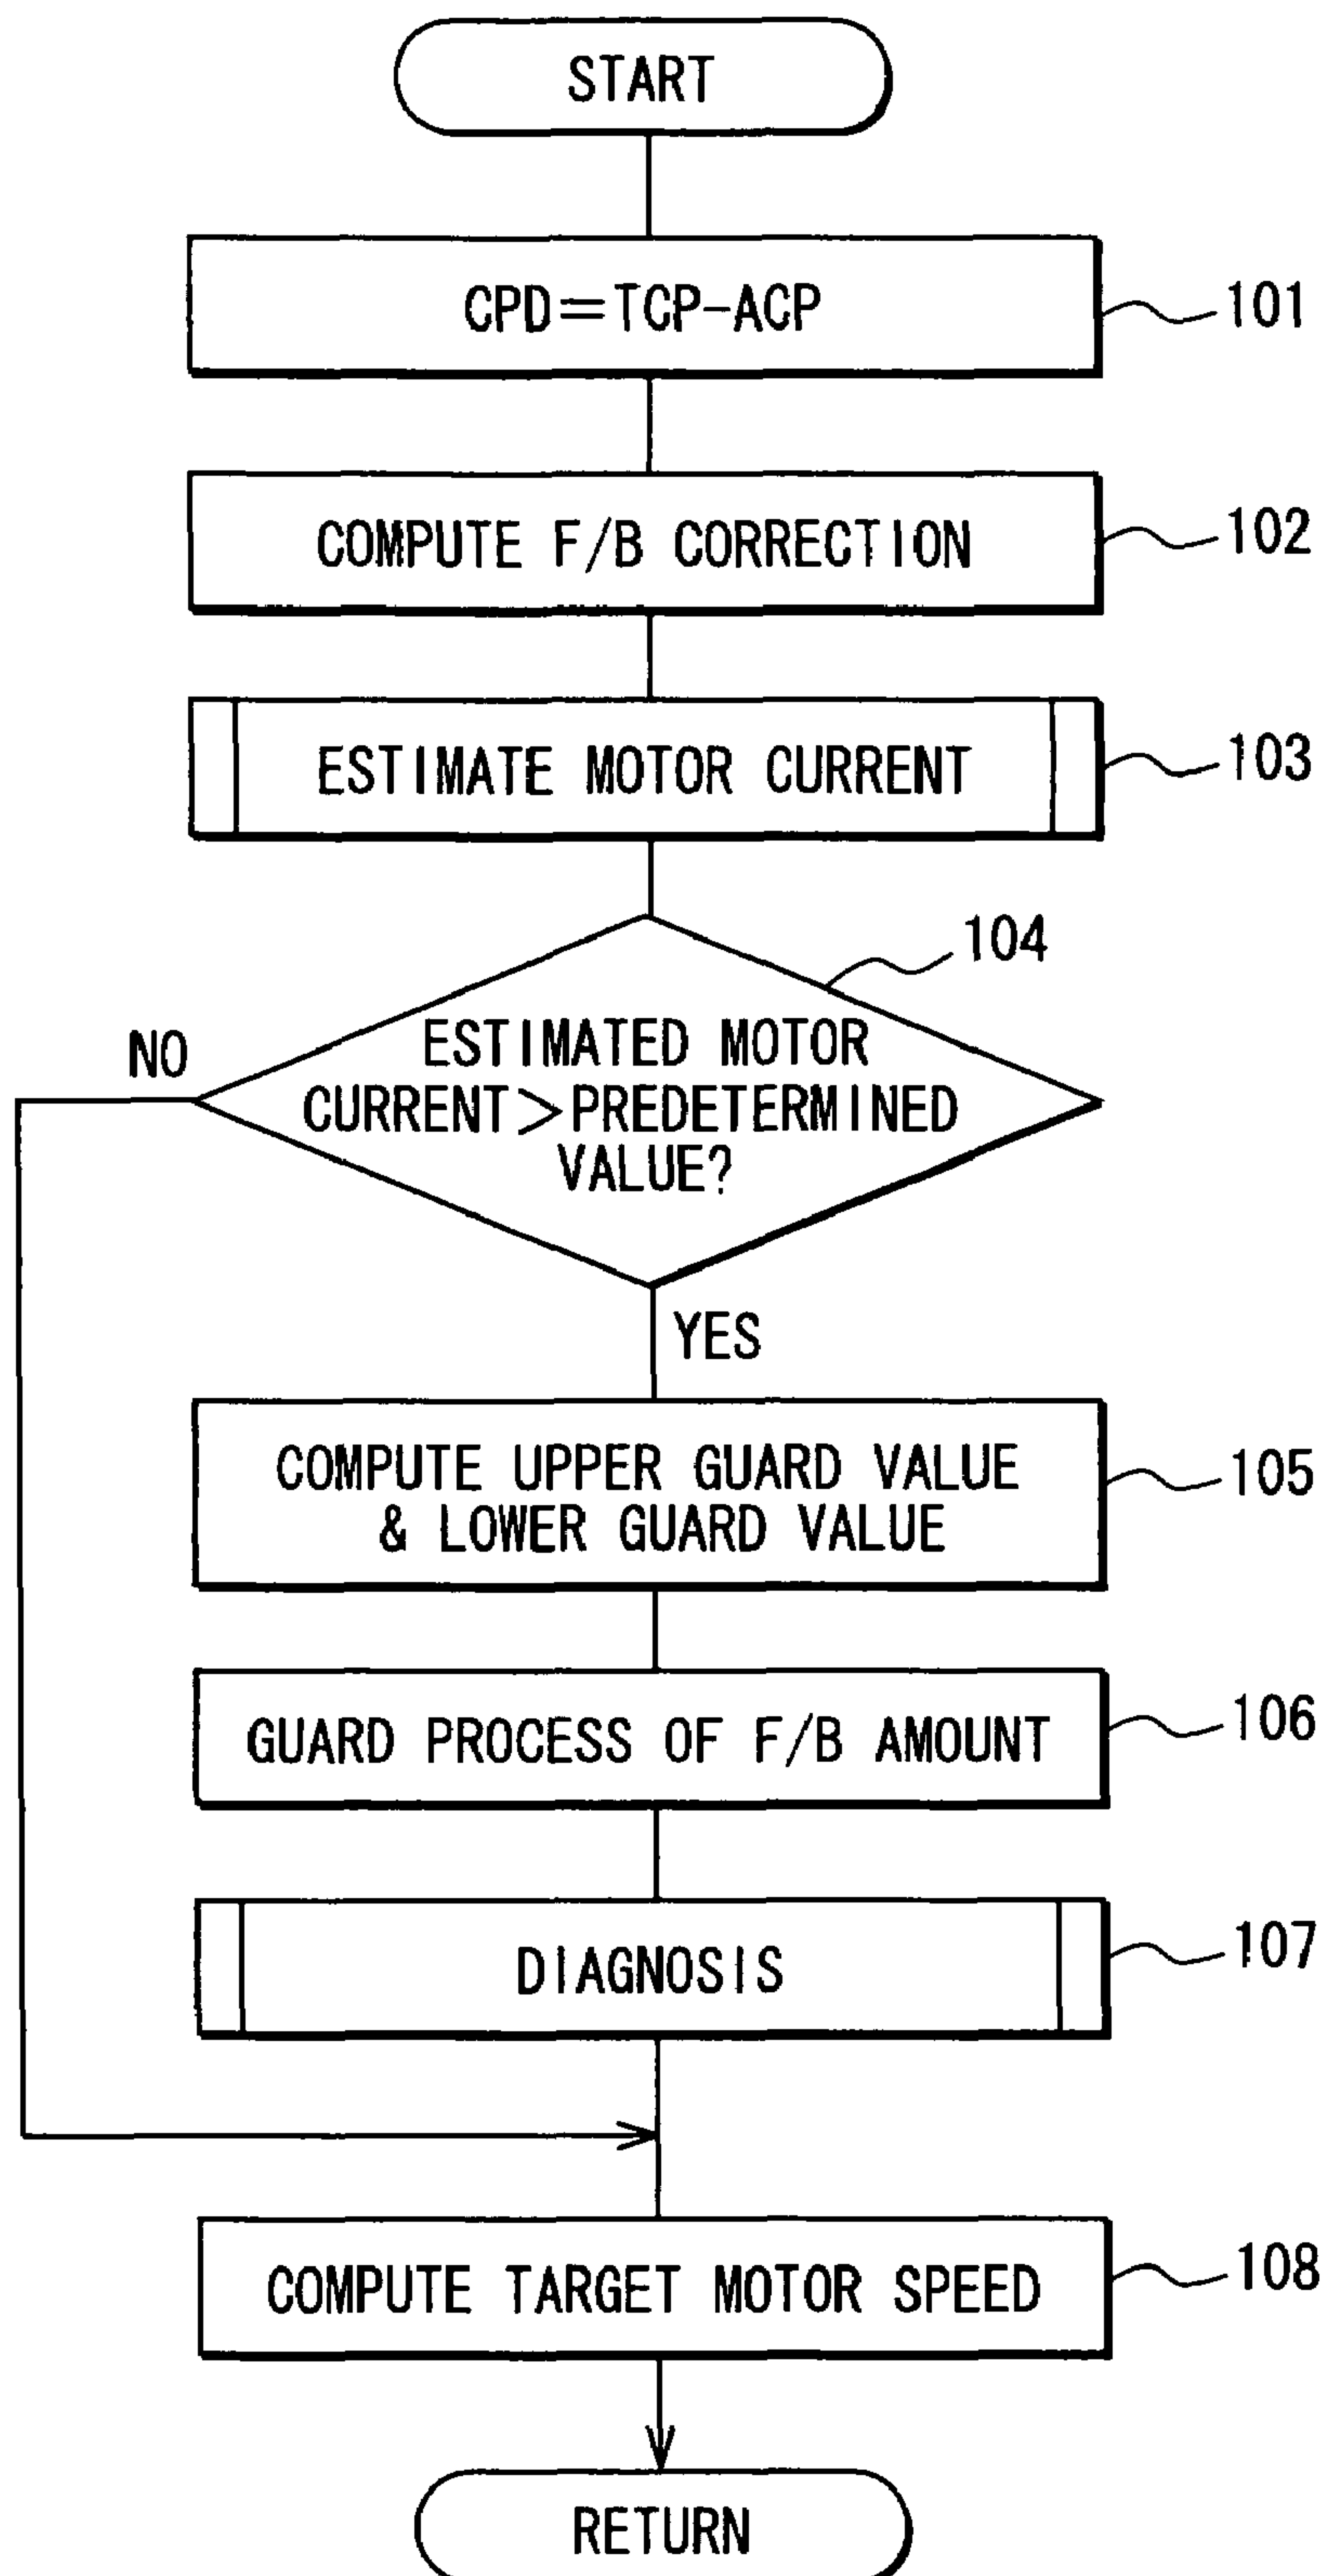 START
CPD=TCP-ACP
101
COMPUTE F/B CORRECTION
102
ESTIMATE MOTOR CURRENT
103
104
NO
ESTIMATED MOTOR
CURRENT>PREDETERMINED
VALUE?
YES
COMPUTE UPPER GUARD VALUE
& LOWER GUARD VALUE
105
GUARD PROCESS OF F/B AMOUNT
106
DIAGNOSIS
107
COMPUTE TARGET MOTOR SPEED
108
RETURN